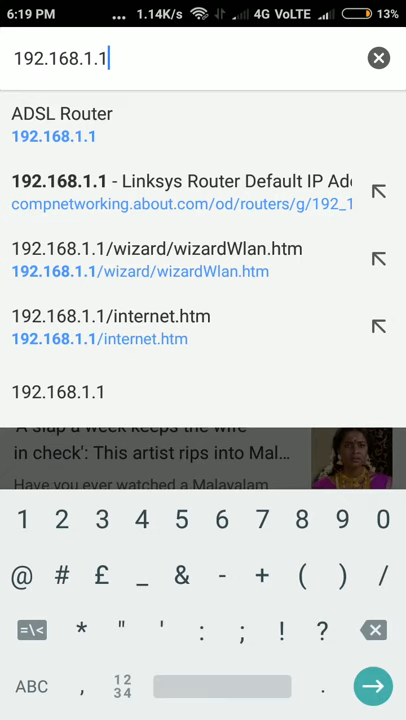 6:19 PM ... 1.14K/s 4G VoLTE 13%
192.168.1.1
ADSL Router
192.168.1.1
192.168.1.1 - Linksys Router Default IP Ad
compnetworking.about.com/od/routers/g/192_1
192.168.1.1/wizard/wizardWlan.htm
192.168.1.1/wizard/wizardWlan.htm
192.168.1.1/internet.htm
192.168.1.1/internet.htm
192.168.1.1
'A slap a week keeps the wife
in check': This artist rips into Mal...
Have you ever watched a Malayalam
1 2 3 4 5 6 7 8 9 0
@ # £ _ & - + ( ) /
=\< * " ' : ; ! ?
ABC , 12 .
34